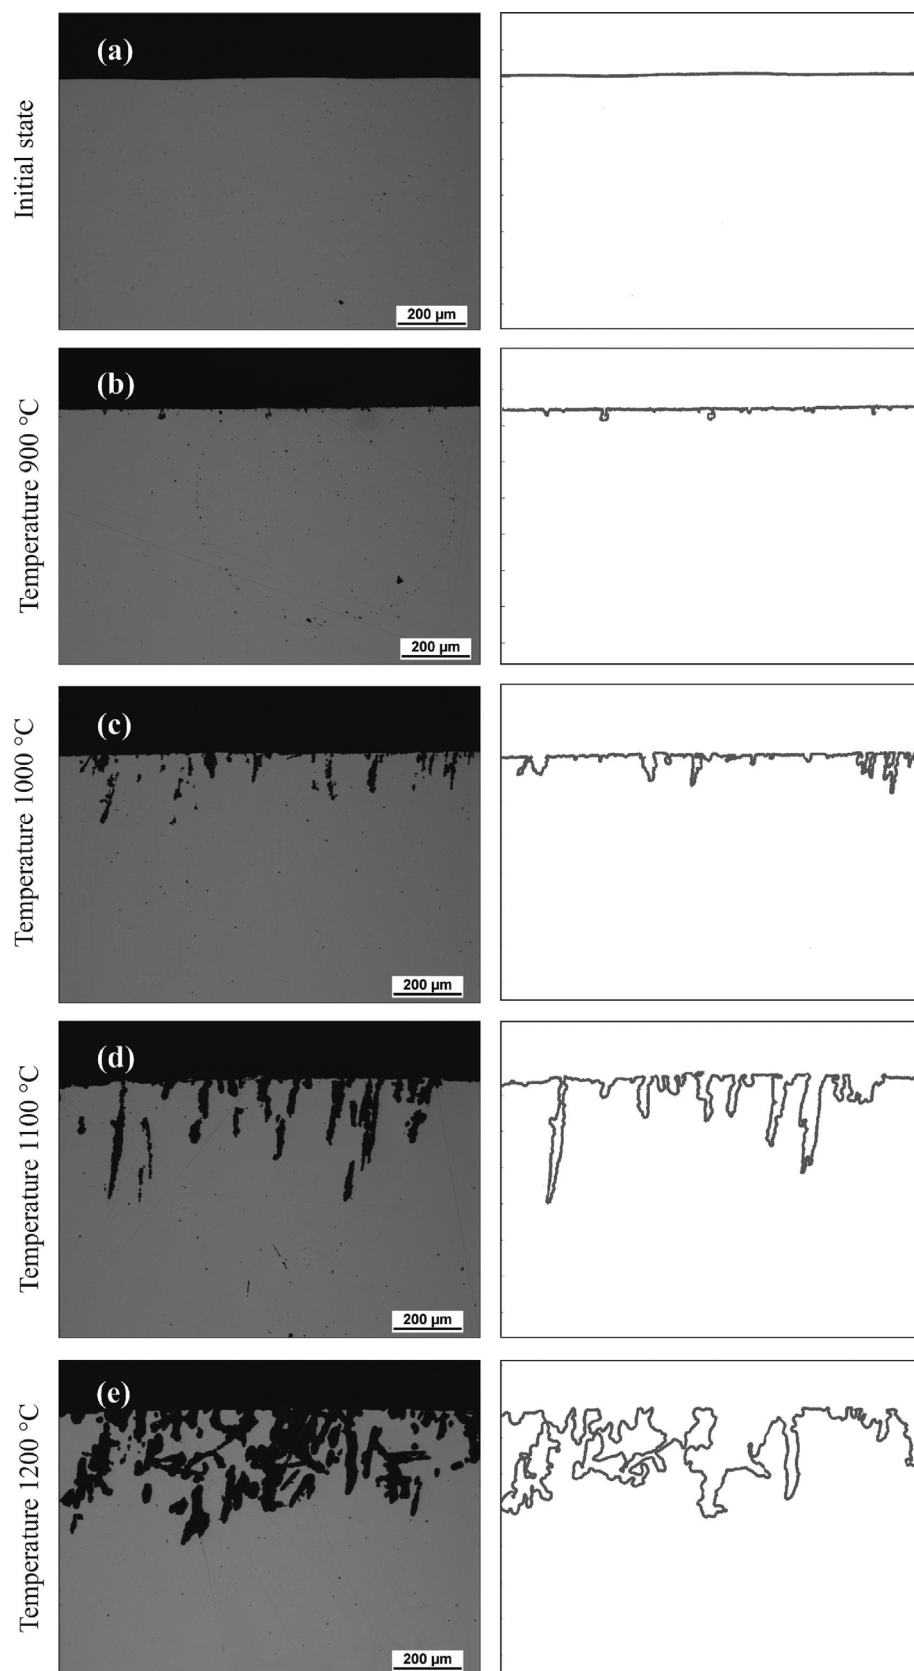 Initial state
(a)
200 µm
Temperature 900 °C
(b)
200 µm
Temperature 1000 °C
(c)
200 µm
Temperature 1100 °C
(d)
200 µm
Temperature 1200 °C
(e)
200 µm